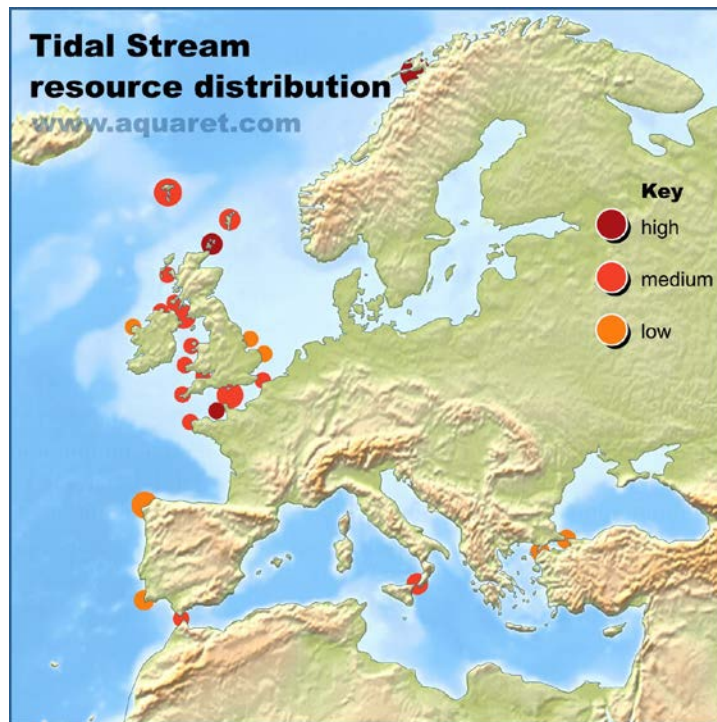 Tidal Stream
resource distribution
www.aquaret.com
Key
high
medium
low